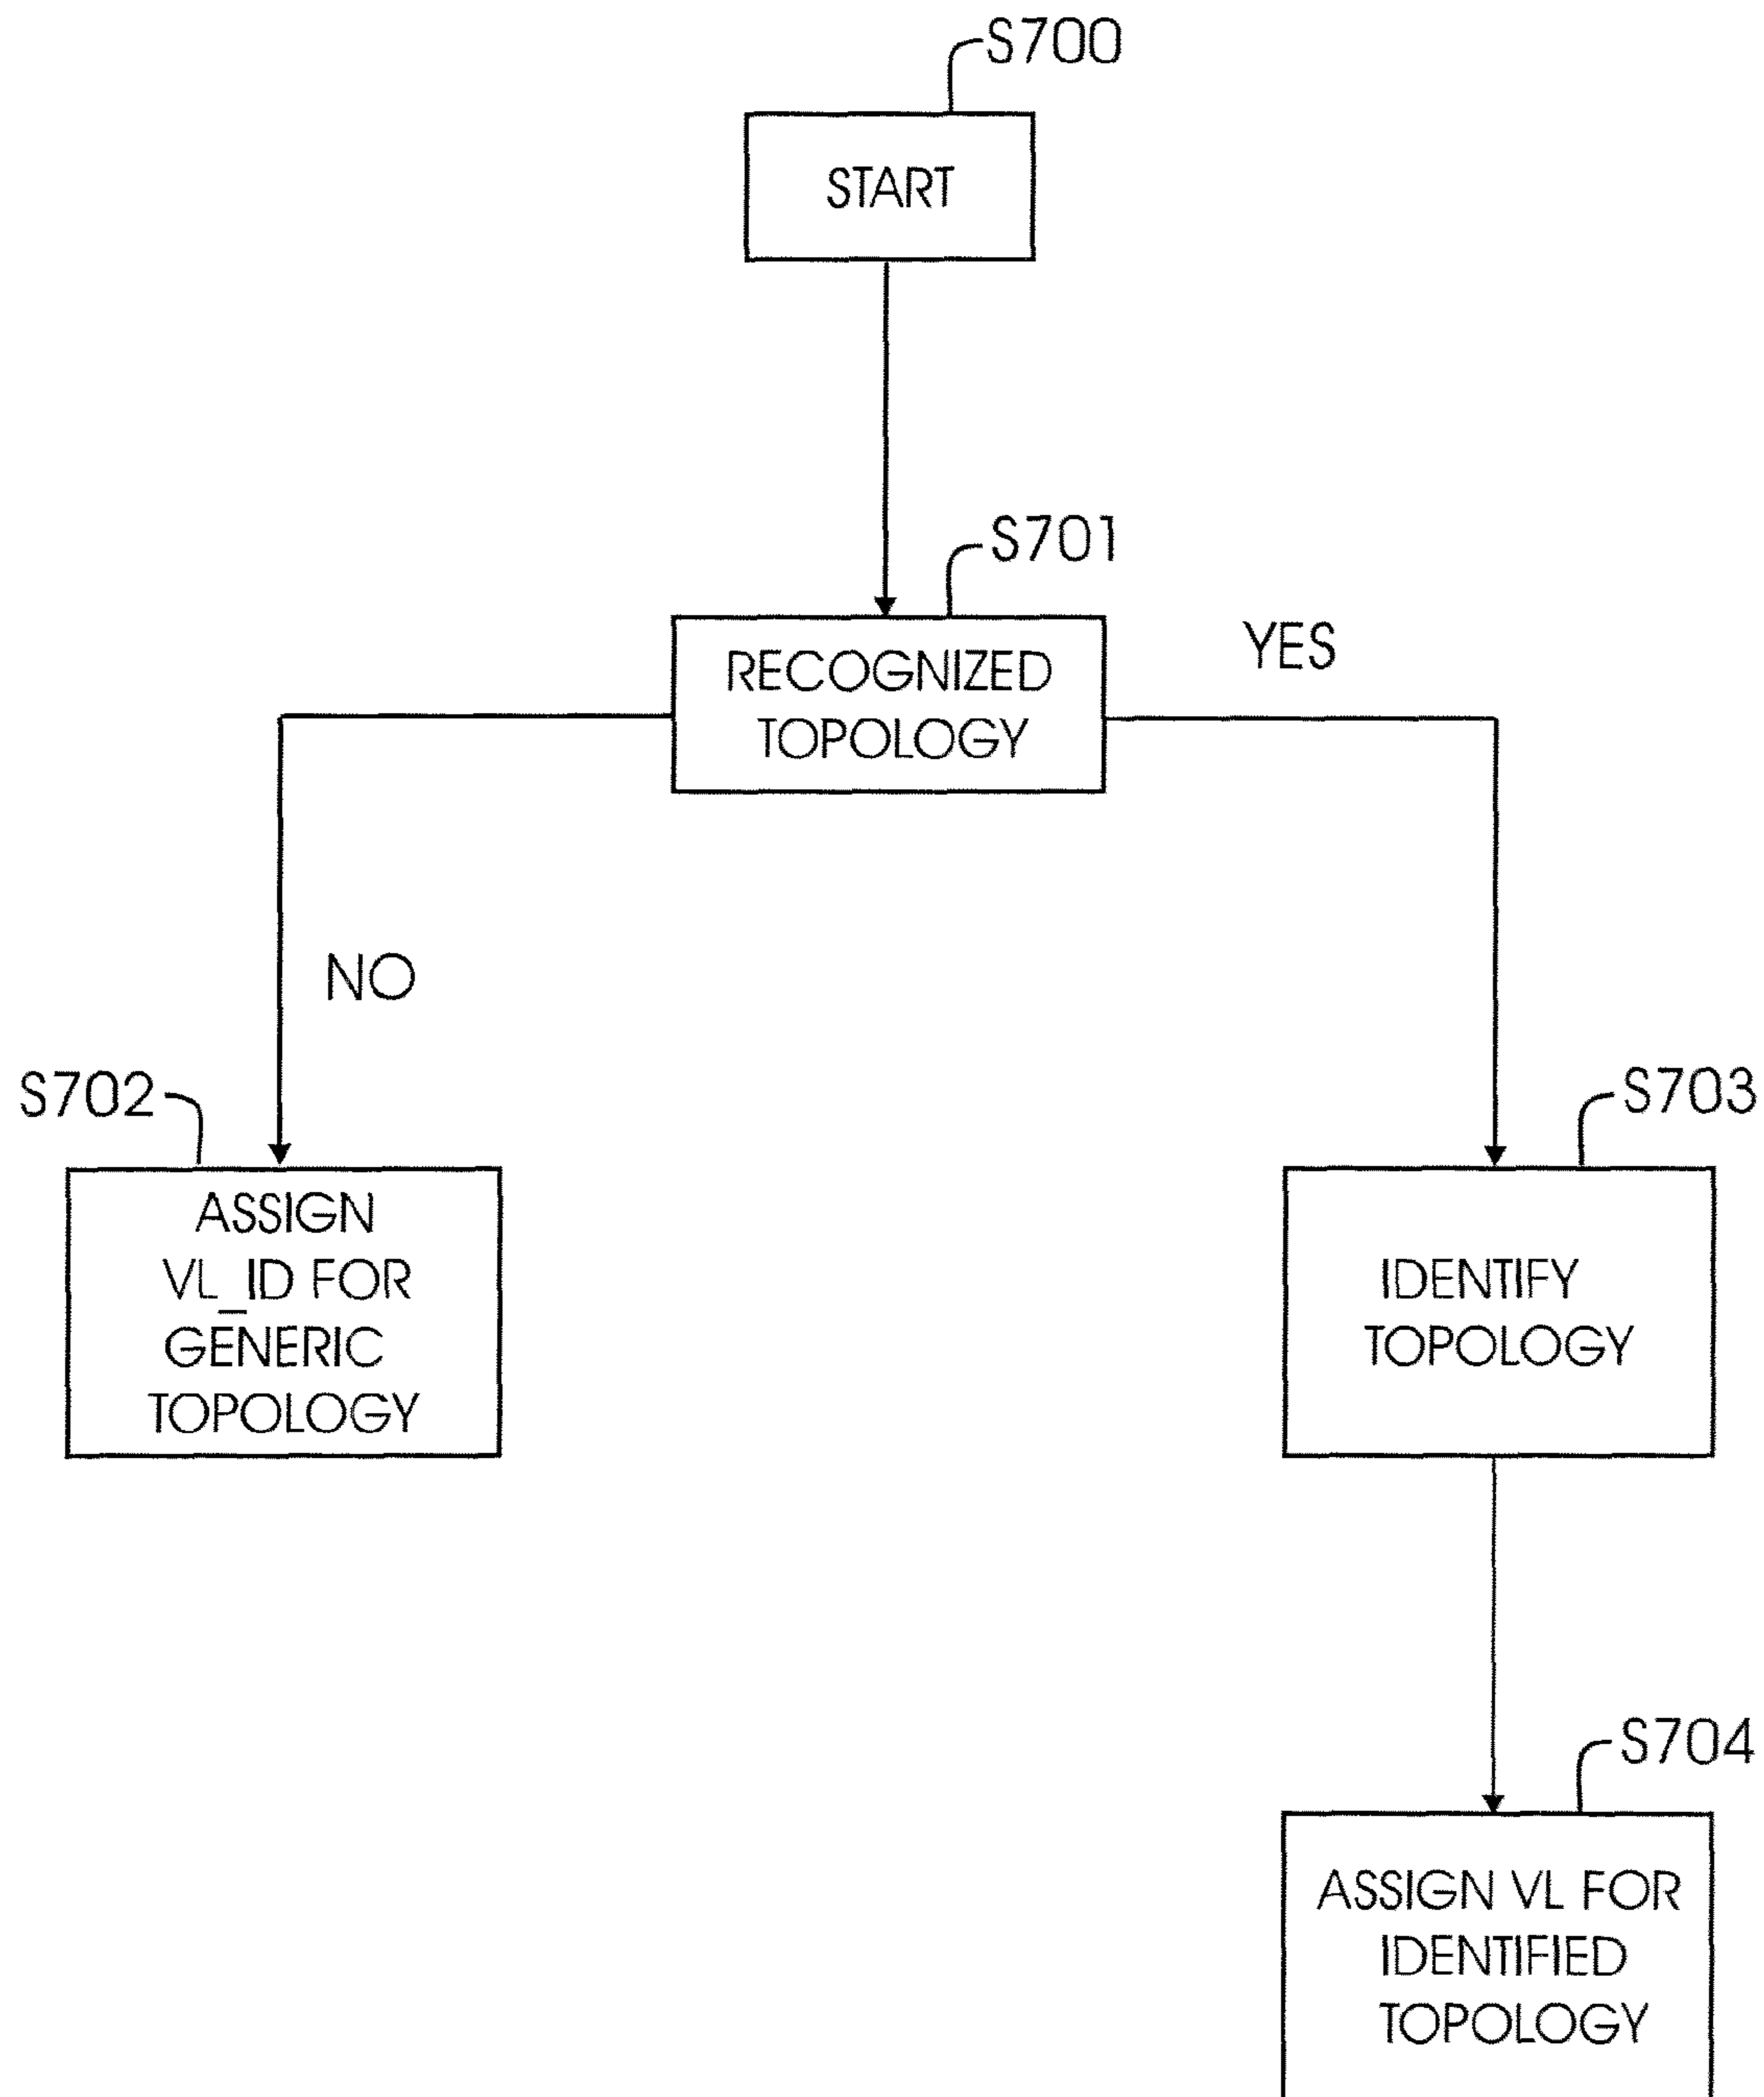 S700
START
S701
RECOGNIZED
TOPOLOGY
YES
NO
S702
ASSIGN
VL_ID FOR
GENERIC
TOPOLOGY
S703
IDENTIFY
TOPOLOGY
S704
ASSIGN VL FOR
IDENTIFIED
TOPOLOGY